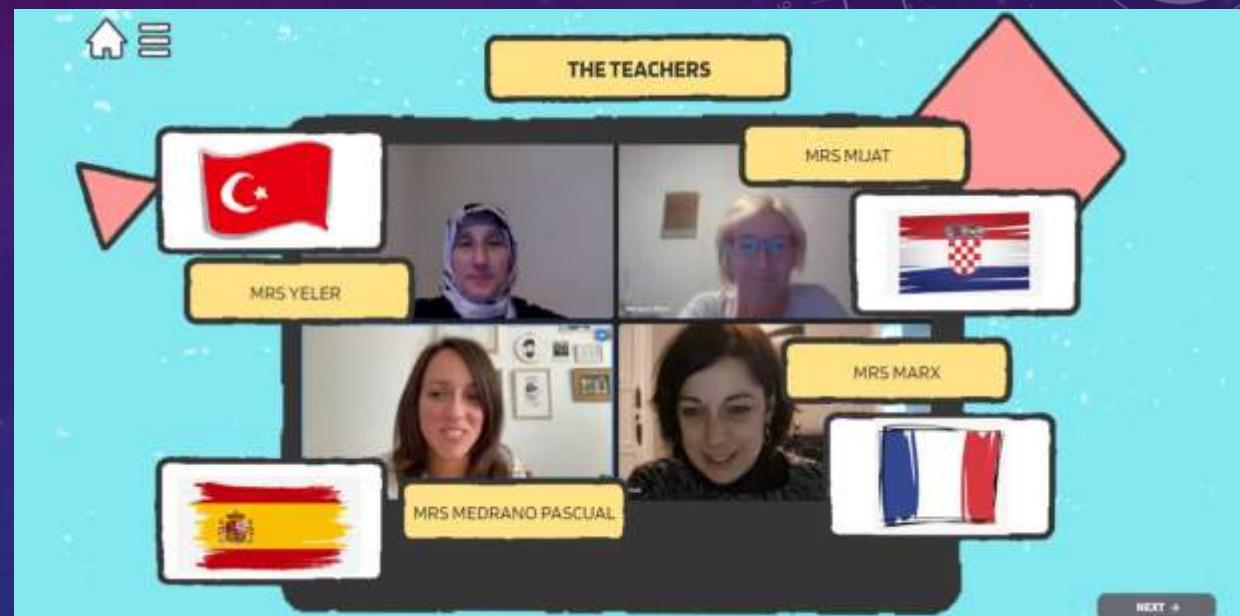 THE TEACHERS
MRS MIJAT
MRS YELER
MRS MARX
MRS MEDRANO PASCUAL
NEXT →